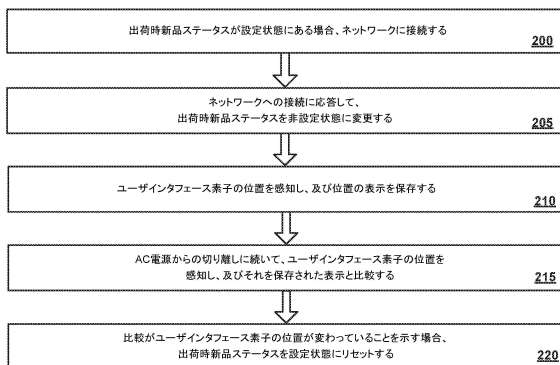 出荷時新品ステータスが設定状態にある場合、ネットワークに接続する
200
ネットワークへの接続に応答して、
出荷時新品ステータスを非設定状態に変更する
205
ユーザインタフェース素子の位置を感知し、及び位置の表示を保存する
210
AC電源からの切り離しに続いて、ユーザインタフェース素子の位置を
感知し、及びそれを保存された表示と比較する
215
比較がユーザインタフェース素子の位置が変わっていることを示す場合、
出荷時新品ステータスを設定状態にリセットする
220